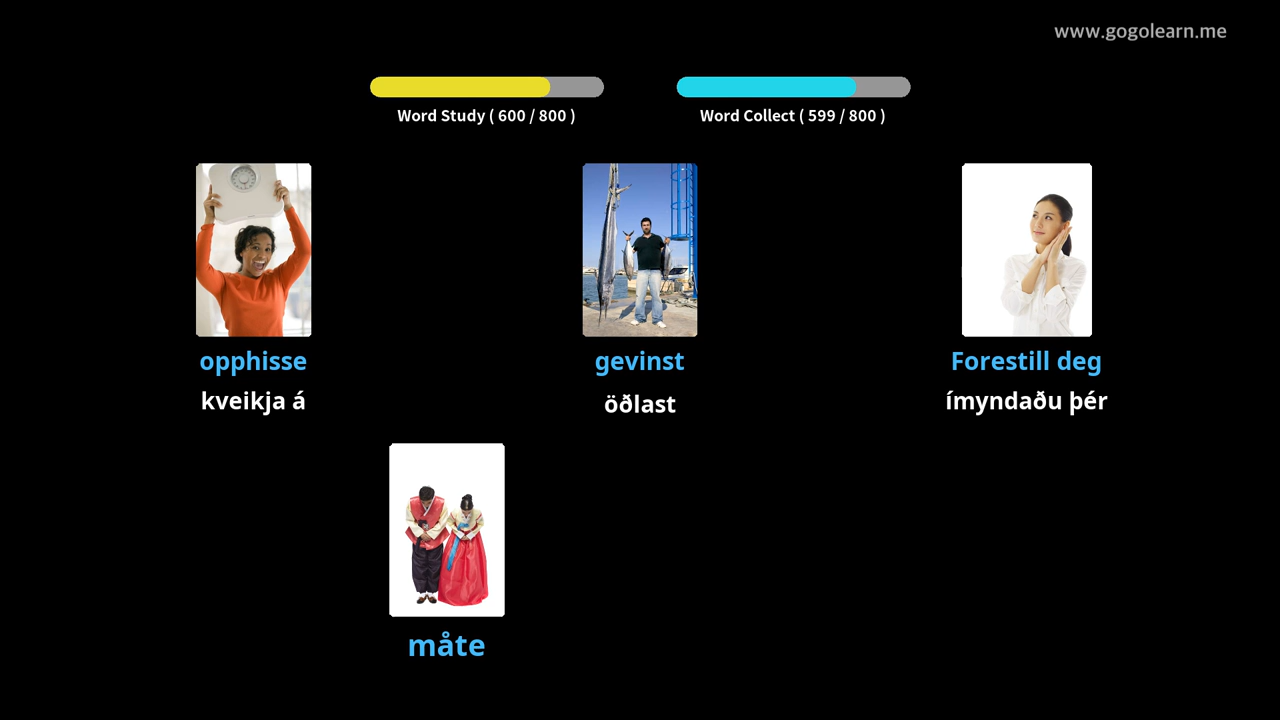 www.gogolearn.me
Word Study ( 600 / 800 )
Word Collect ( 599 / 800 )
opphisse
gevinst
Forestill deg
kveikja á
öðlast
ímyndaðu þér
måte